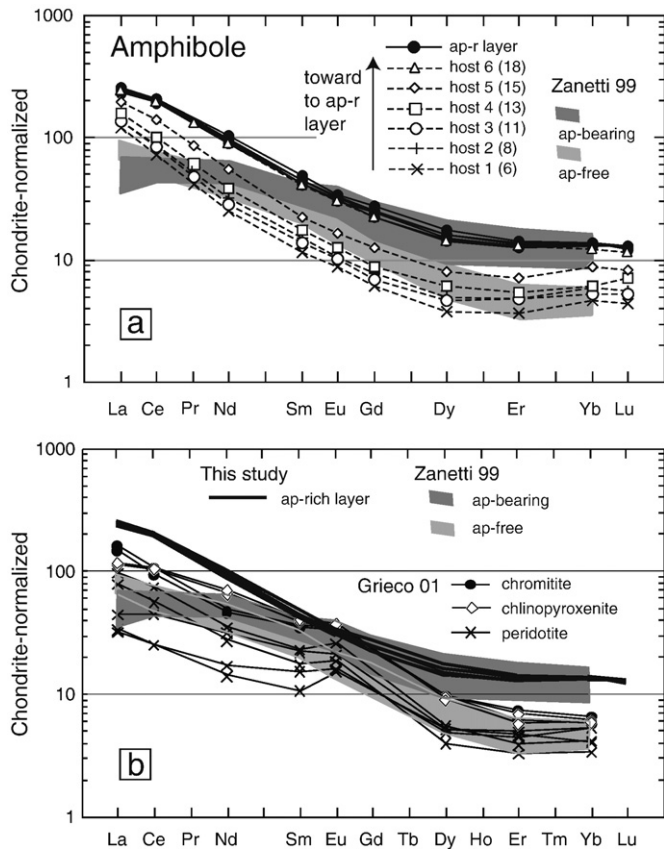 1000
100
10
1
Chondrite-normalized
Amphibole
toward
to ap-r
layer
ap-r layer
host 6 (18)
host 5 (15)
host 4 (13)
host 3 (11)
host 2 (8)
host 1 (6)
Zanetti 99
ap-bearing
ap-free
a
La Ce Pr Nd Sm Eu Gd Dy Er Yb Lu
1000
100
10
1
Chondrite-normalized
This study
ap-rich layer
Zanetti 99
ap-bearing
ap-free
Grieco 01
chromitite
chlinopyroxenite
peridotite
b
La Ce Pr Nd Sm Eu Gd Tb Dy Ho Er Tm Yb Lu